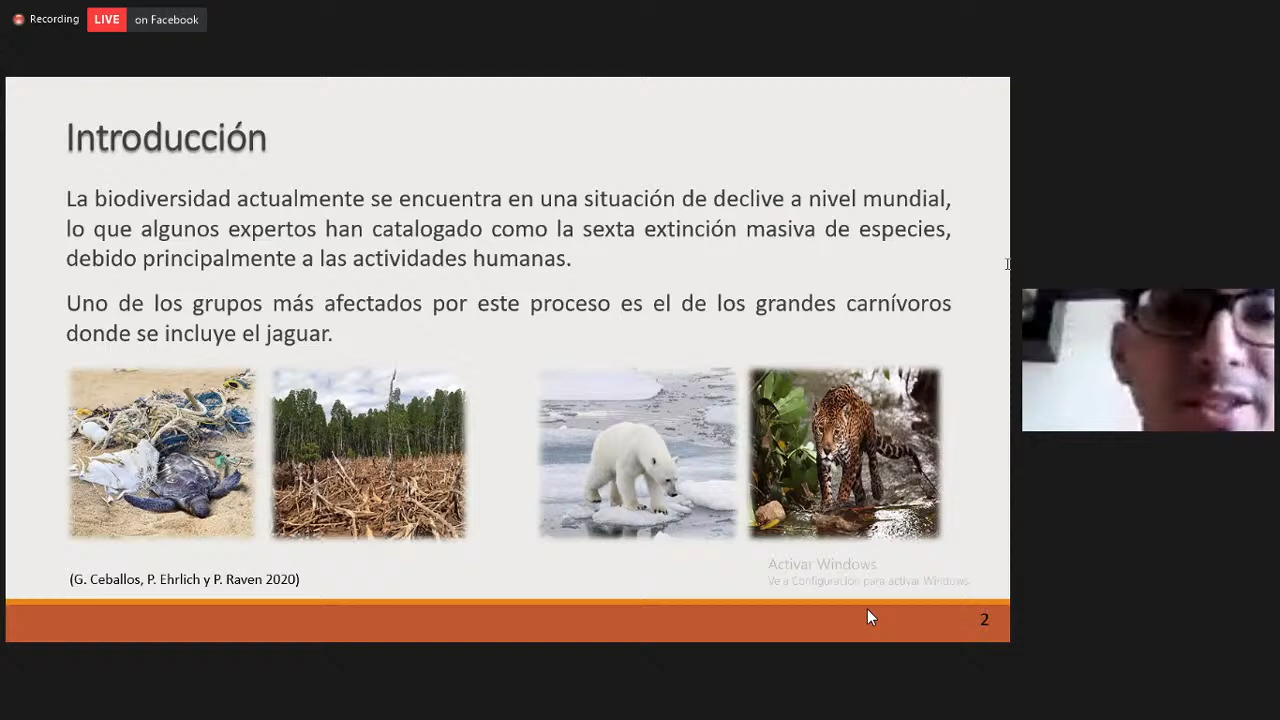 Recording
LIVE on Facebook
Introducción
La biodiversidad actualmente se encuentra en una situación de declive a nivel mundial,
lo que algunos expertos han catalogado como la sexta extinción masiva de especies,
debido principalmente a las actividades humanas.
Uno de los grupos más afectados por este proceso es el de los grandes carnívoros
donde se incluye el jaguar.
(G. Ceballos, P. Ehrlich y P. Raven 2020)
Activar Windows
Ve a Configuración para activar Windows.
2